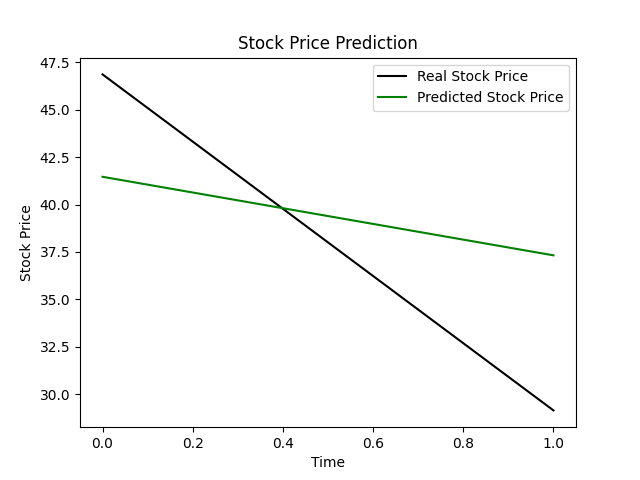 Stock Price Prediction
Real Stock Price
Predicted Stock Price
Stock Price
47.5
45.0
42.5
40.0
37.5
35.0
32.5
30.0
0.0 0.2 0.4 0.6 0.8 1.0
Time